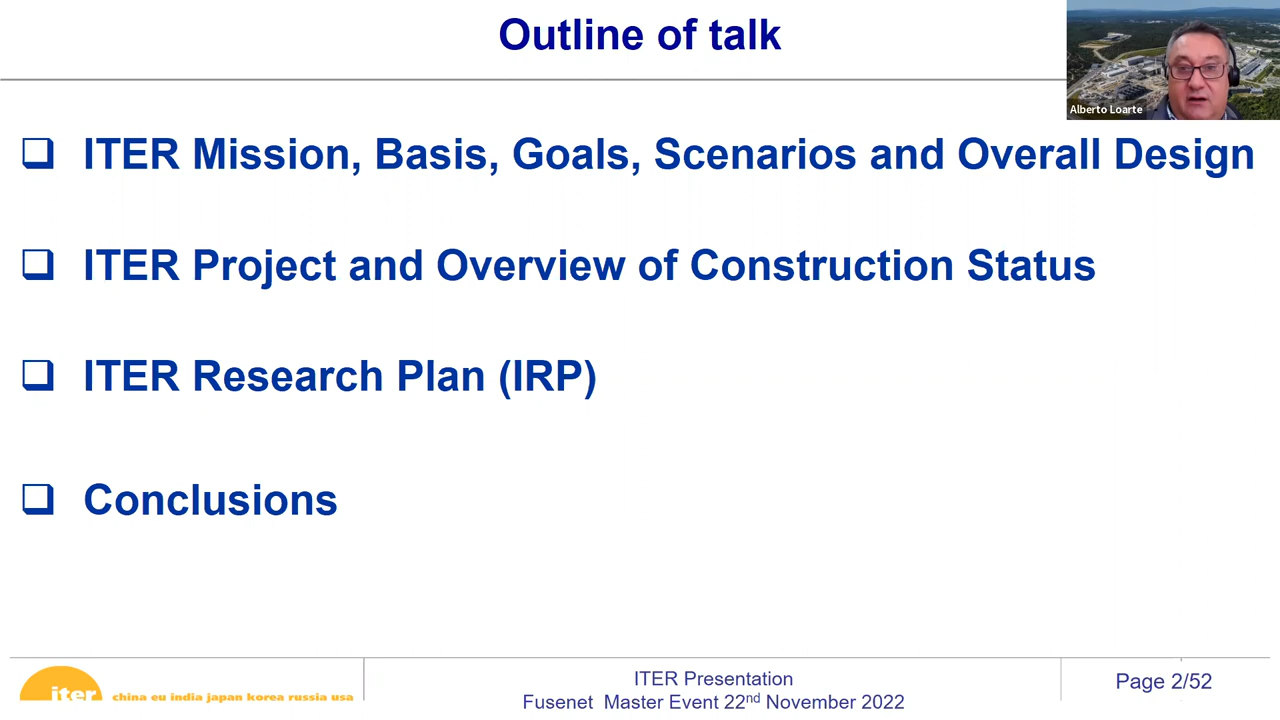 Outline of talk
Alberto Loarte
ITER Mission, Basis, Goals, Scenarios and Overall Design
ITER Project and Overview of Construction Status
ITER Research Plan (IRP)
Conclusions
iter
china eu india japan korea russia usa
ITER Presentation
Fusenet Master Event 22nd November 2022
Page 2/52